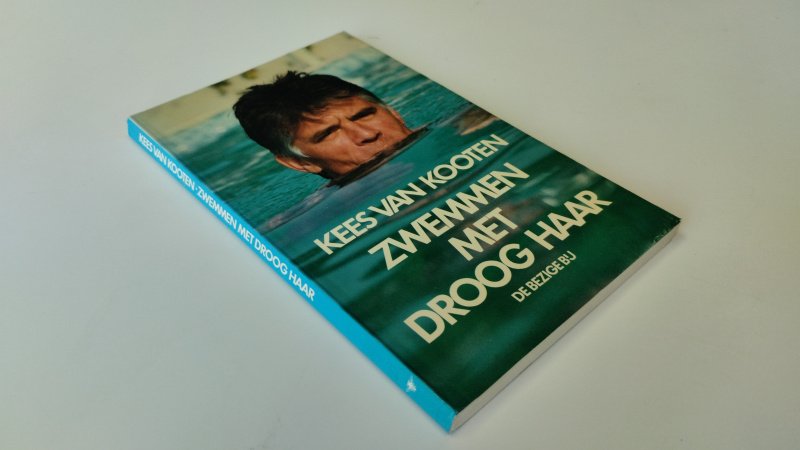 KEES VAN KOOTEN
ZWEMMEN
MET
DROOG HAAR
DE BEZIGE BIJ
KEES VAN KOOTEN · ZWEMMEN MET DROOG HAAR